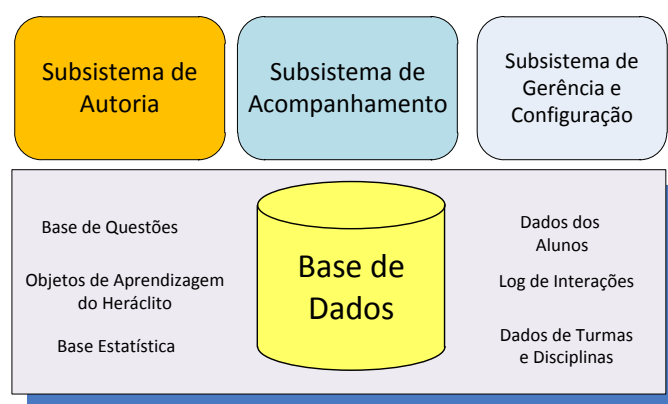 Subsistema de
Autoria
Subsistema de
Acompanhamento
Subsistema de
Gerência e
Configuração
Base de Questões
Objetos de Aprendizagem
do Heráclito
Base Estatística
Base de
Dados
Dados dos
Alunos
Log de Interações
Dados de Turmas
e Disciplinas